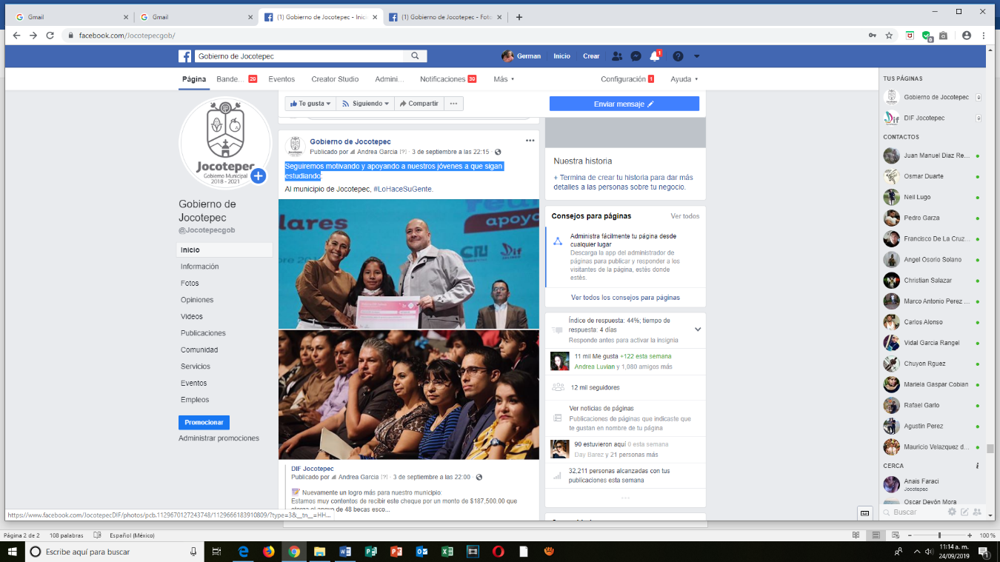 Gmail
Gmail
(1) Gobierno de Jocotepec - Inic
(1) Gobierno de Jocotepec - Foto
facebook.com/Jocotepecgob/
Gobierno de Jocotepec
German
Inicio
Crear
1
Página
Bande... 20
Eventos
Creator Studio
Admini...
Notificaciones 30
Más
Configuración 1
Ayuda
Te gusta
Siguiendo
Compartir
Enviar mensaje
Jocotepec
Gobierno Municipal
2018 - 2021
Gobierno de
Jocotepec
@Jocotepecgob
Inicio
Información
Fotos
Opiniones
Videos
Publicaciones
Comunidad
Servicios
Eventos
Empleos
Promocionar
Administrar promociones
Gobierno de Jocotepec
Publicado por Andrea Garcia [?] · 3 de septiembre a las 22:15 ·
Seguiremos motivando y apoyando a nuestros jóvenes a que sigan
estudiando.
Al municipio de Jocotepec, #LoHaceSuGente.
lares
apoyo
bre 201
Dif
DIF Jocotepec
Publicado por Andrea Garcia [?] · 3 de septiembre a las 22:00 ·
Nuevamente un logro más para nuestro municipio:
Estamos muy contentos de recibir este cheque por un monto de $187,500.00 que
otorga el apoyo de 48 becas esco...
Nuestra historia
+ Termina de crear tu historia para dar más
detalles a las personas sobre tu negocio.
Consejos para páginas
Ver todos
Administra fácilmente tu página desde
cualquier lugar
Descarga la app del administrador de
páginas para publicar y responder a los
visitantes de la página, estés donde
estés.
Ver todos los consejos para páginas
Índice de respuesta: 44%; tiempo de
respuesta: 4 días
Responde antes para activar la insignia
11 mil Me gusta +122 esta semana
Andrea Luvian y 1,080 amigos más
12 mil seguidores
Ver noticias de páginas
Publicaciones de páginas que indicaste que
te gustan en nombre de tu página
90 estuvieron aquí 0 esta semana
Day Barez y 21 personas más
32,211 personas alcanzadas con tus
publicaciones esta semana
TUS PÁGINAS
Gobierno de Jocotepec 9
DIF Jocotepec
CONTACTOS
Juan Manuel Diaz Re...
Osmar Duarte
Neil Lugo
Pedro Garza
Francisco De La Cruz...
Angel Osorio Solano
Christian Salazar
Marco Antonio Perez ...
Carlos Alonso
Vidal Garcia Rangel
Chuyon Rguez
Mariela Gaspar Cobian
Rafael Garlo
Agustin Perez
Mauricio Velazquez d...
CERCA
Anais Faraci
Jocotepec
Oscar Devón Mora
Buscar
https://www.facebook.com/JocotepecDIF/photos/pcb.1129670127243748/1129666183910809/?type=3&__tn__=HH...
Página 2 de 2
108 palabras
Español (México)
100 %
Escribe aquí para buscar
11:14 a. m.
24/09/2019
1